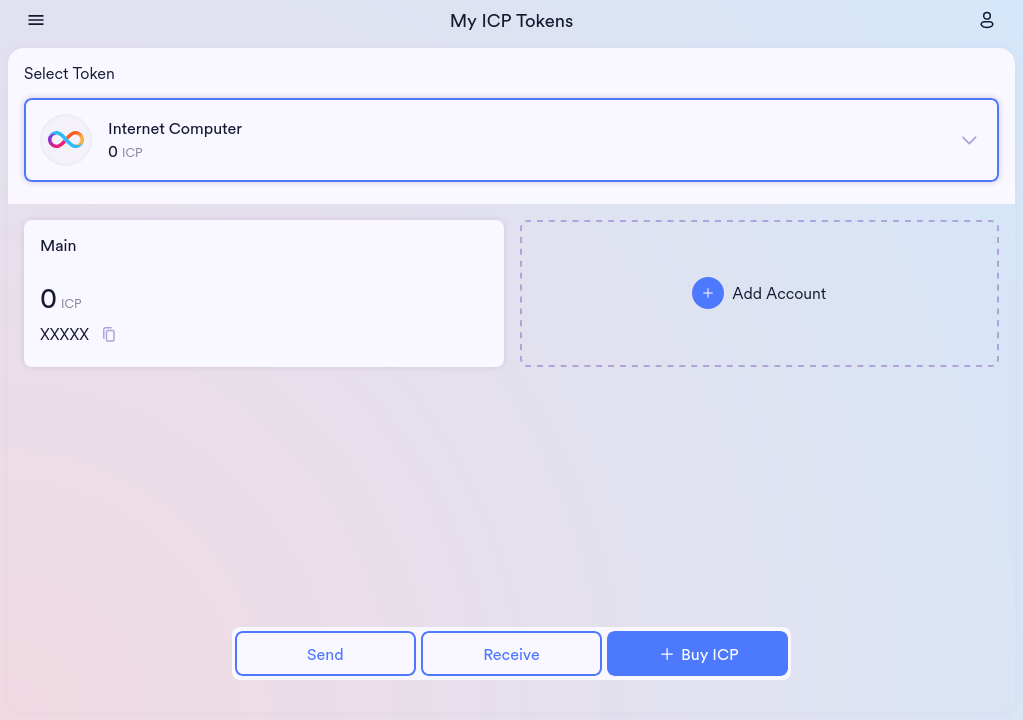 My ICP Tokens
Select Token
Internet Computer
0 ICP
Main
0 ICP
XXXXX
Add Account
Send
Receive
Buy ICP